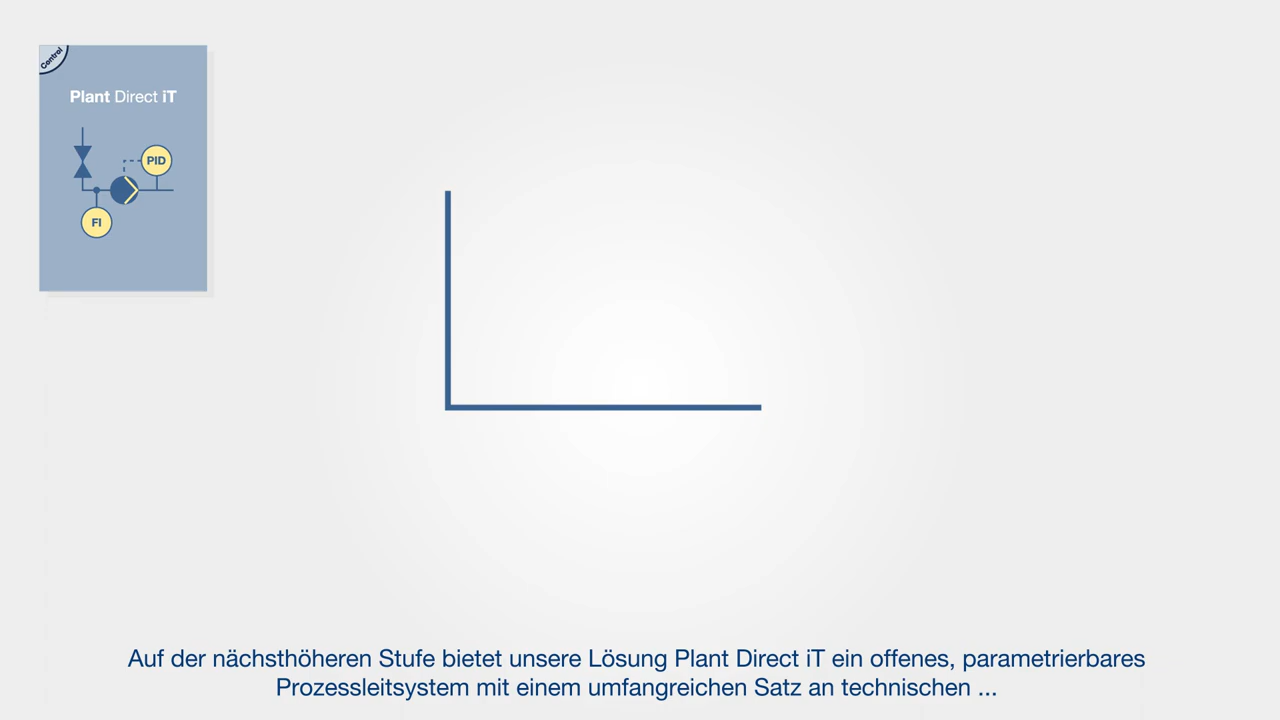 Control
Plant Direct iT
PID
FI
Auf der nächsthöheren Stufe bietet unsere Lösung Plant Direct iT ein offenes, parametrierbares
Prozessleitsystem mit einem umfangreichen Satz an technischen ...